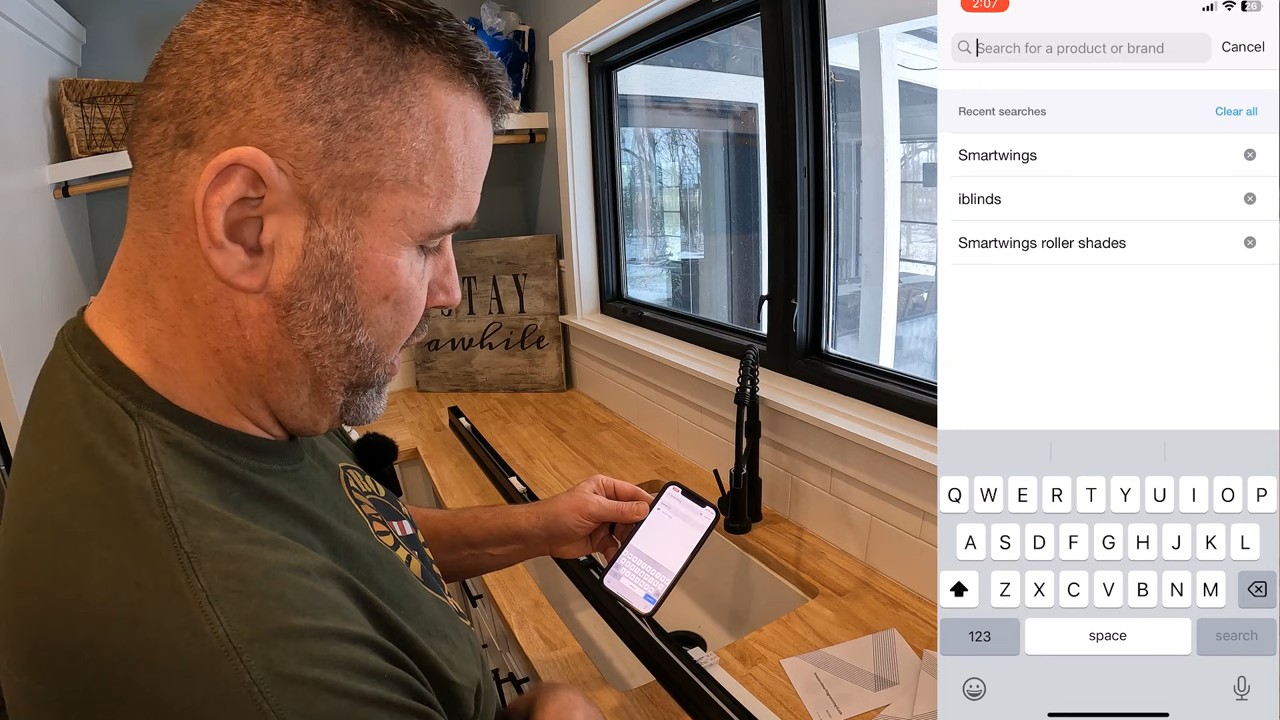 2:07
26
Search for a product or brand
Cancel
Recent searches
Clear all
Smartwings
iblinds
Smartwings roller shades
Q W E R T Y U I O P
A S D F G H J K L
Z X C V B N M
123
space
search
STAY
awhile